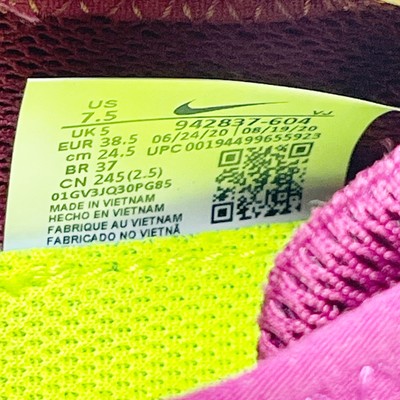 US
7.5
942837-604
VJ
UK 5
06/24/20 | 08/19/20
EUR 38.5
UPC 00194499655923
cm 24.5
BR 37
CN 245(2.5)
01GV3JQ30PG85
MADE IN VIETNAM
HECHO EN VIETNAM
FABRIQUE AU VIETNAM
FABRICADO NO VIETNÃ